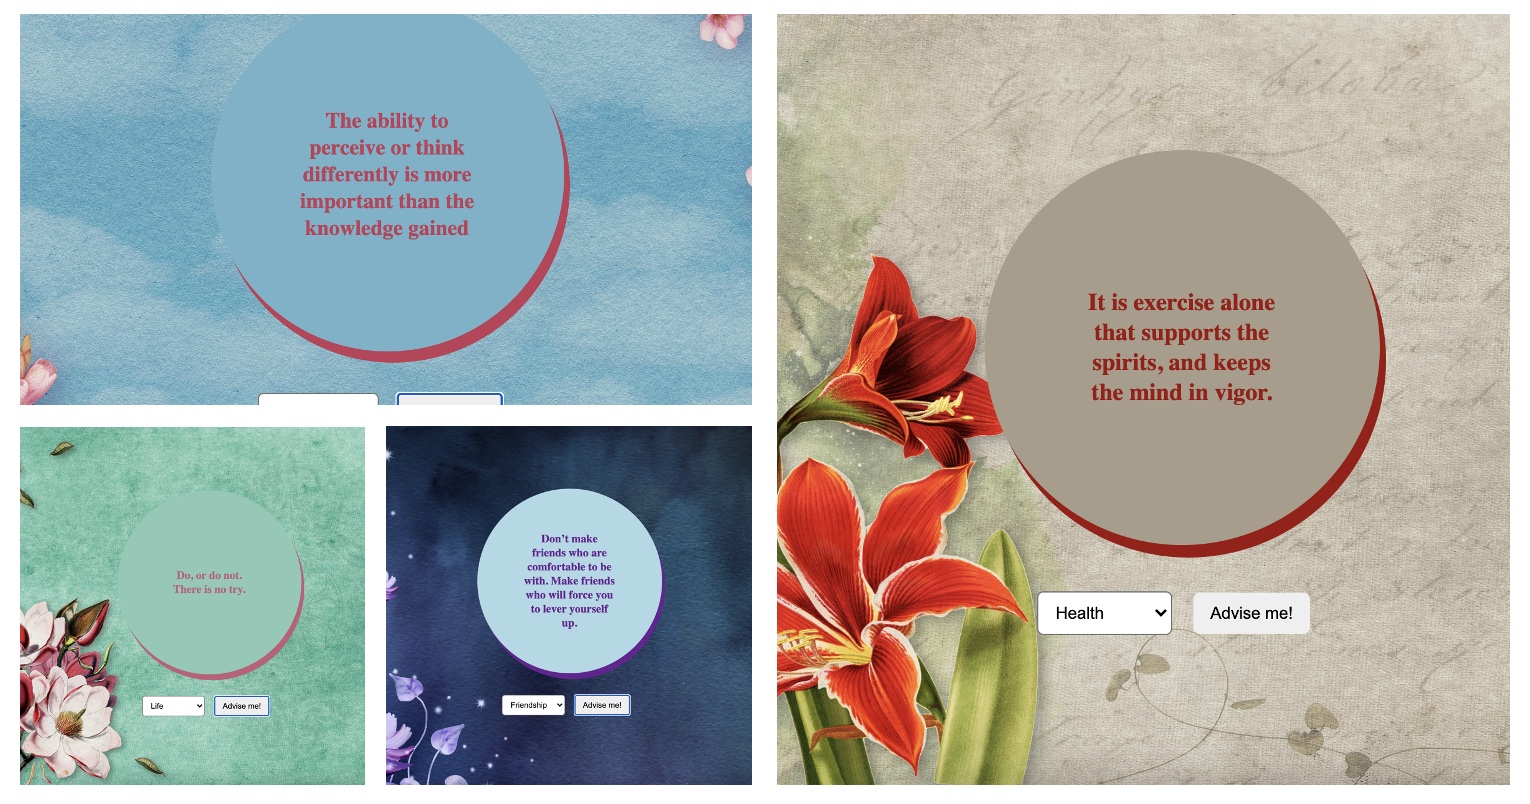 The ability to
perceive or think
differently is more
important than the
knowledge gained
Do, or do not.
There is no try.
Life
Advise me!
Don't make
friends who are
comfortable to be
with. Make friends
who will force you
to lever yourself
up.
Friendship
Advise me!
Ginkgo biloba
It is exercise alone
that supports the
spirits, and keeps
the mind in vigor.
Health
Advise me!